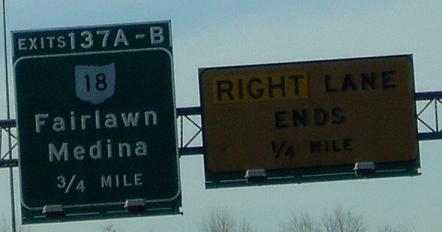 EXITS 137A-B
18
Fairlawn
Medina
3/4 MILE
RIGHT LANE
ENDS
1/4 MILE